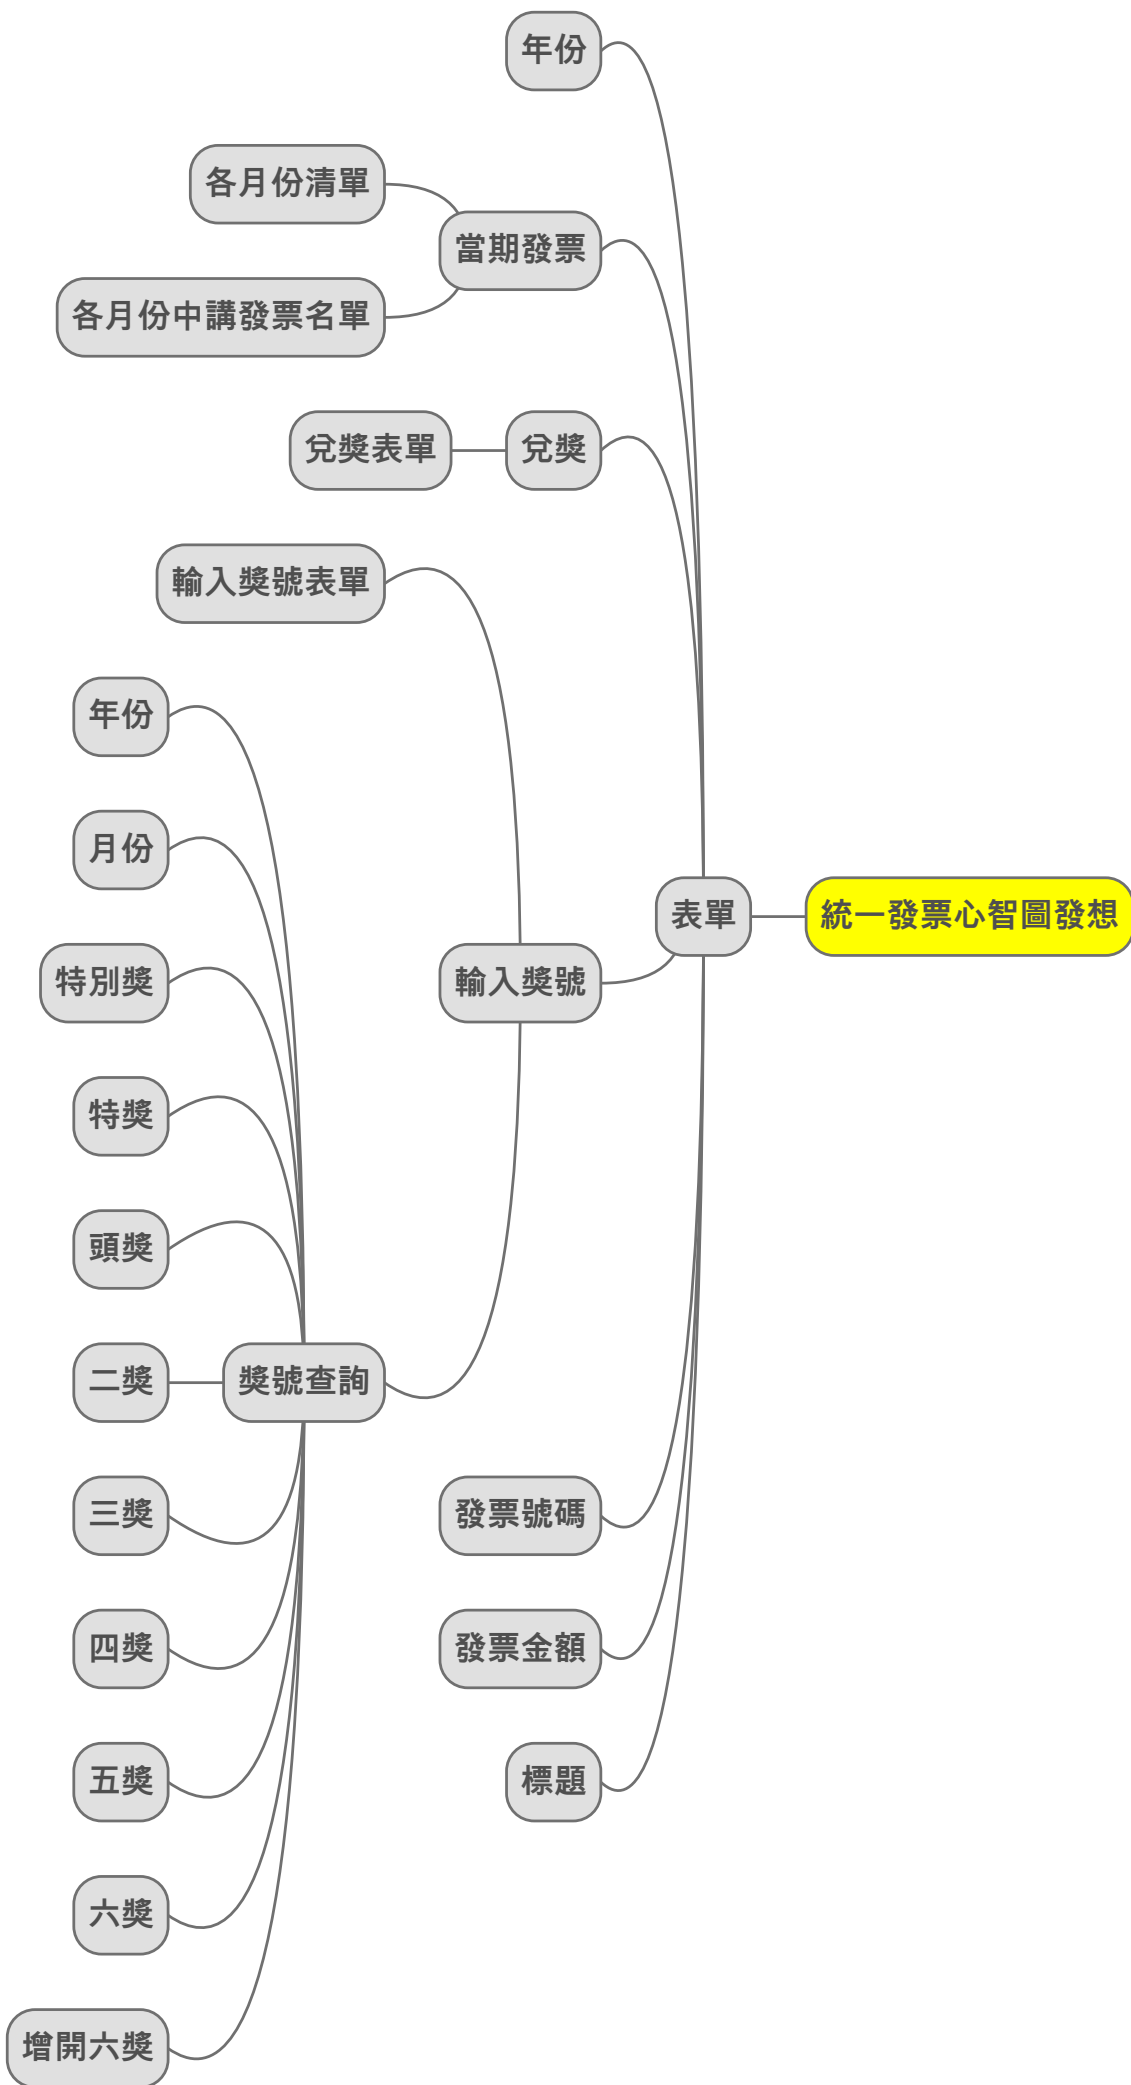 年份
各月份清單
當期發票
各月份中講發票名單
兌獎表單
兌獎
輸入獎號表單
年份
月份
表單
統一發票心智圖發想
特別獎
輸入獎號
特獎
頭獎
二獎
獎號查詢
三獎
發票號碼
四獎
發票金額
五獎
標題
六獎
增開六獎